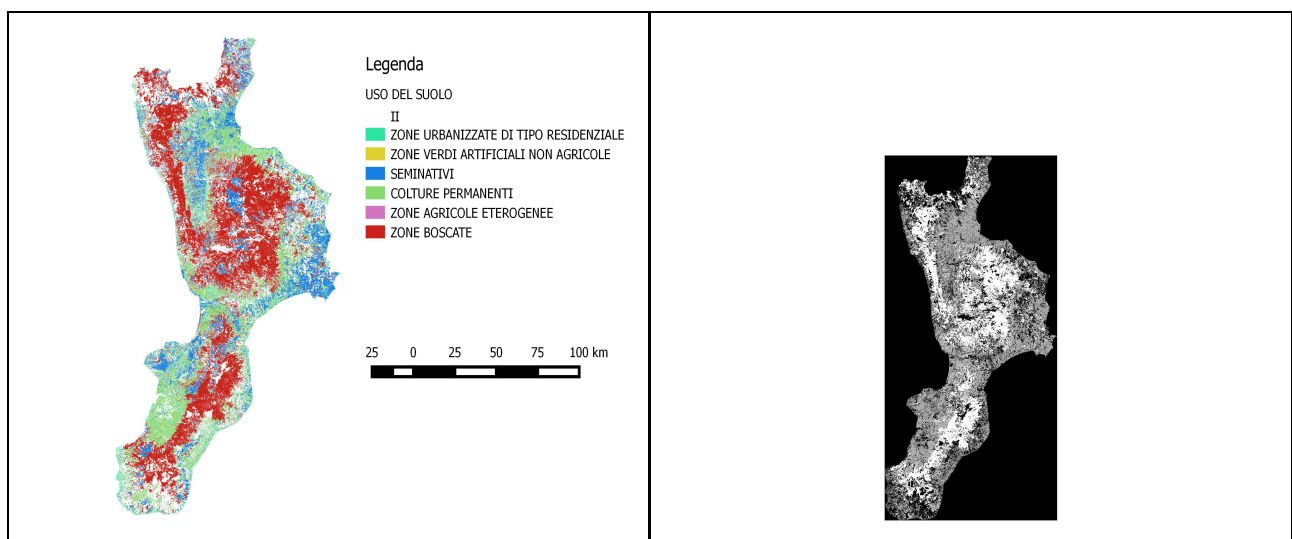 Legenda
USO DEL SUOLO
II
ZONE URBANIZZATE DI TIPO RESIDENZIALE
ZONE VERDI ARTIFICIALI NON AGRICOLE
SEMINATIVI
COLTURE PERMANENTI
ZONE AGRICOLE ETEROGENEE
ZONE BOSCATE
25 0 25 50 75 100 km